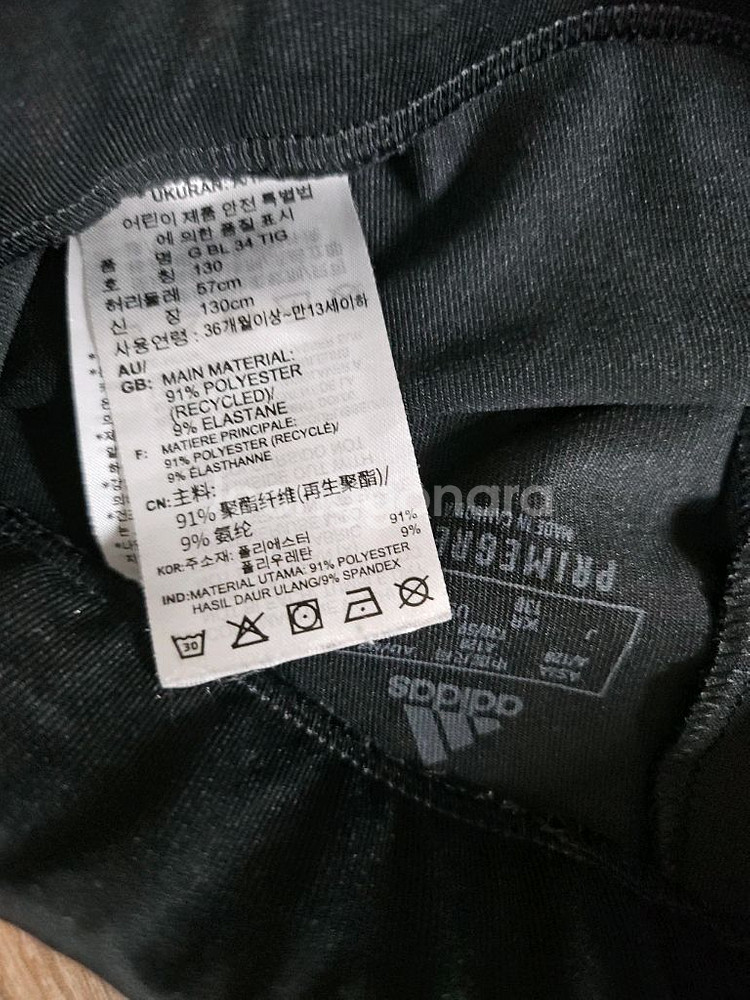 UKURAN:
어린이 제품 안전 특별법
에 의한 품질 표시
품 명 G BL 34 TIG
호 칭 130
허리둘레 57cm
신 장 130cm
사용연령 : 36개월이상~만13세이하
AU/
GB: MAIN MATERIAL:
91% POLYESTER
(RECYCLED)/
9% ELASTANE
F: MATIERE PRINCIPALE:
91% POLYESTER (RECYCLÉ)/
9% ÉLASTHANNE
CN: 主料:
91% 聚酯纤维(再生聚酯)/
9% 氨纶
KOR: 주소재: 폴리에스터 91%
폴리우레탄 9%
IND: MATERIAL UTAMA: 91% POLYESTER
HASIL DAUR ULANG/9% SPANDEX
30
MADE IN
adidas